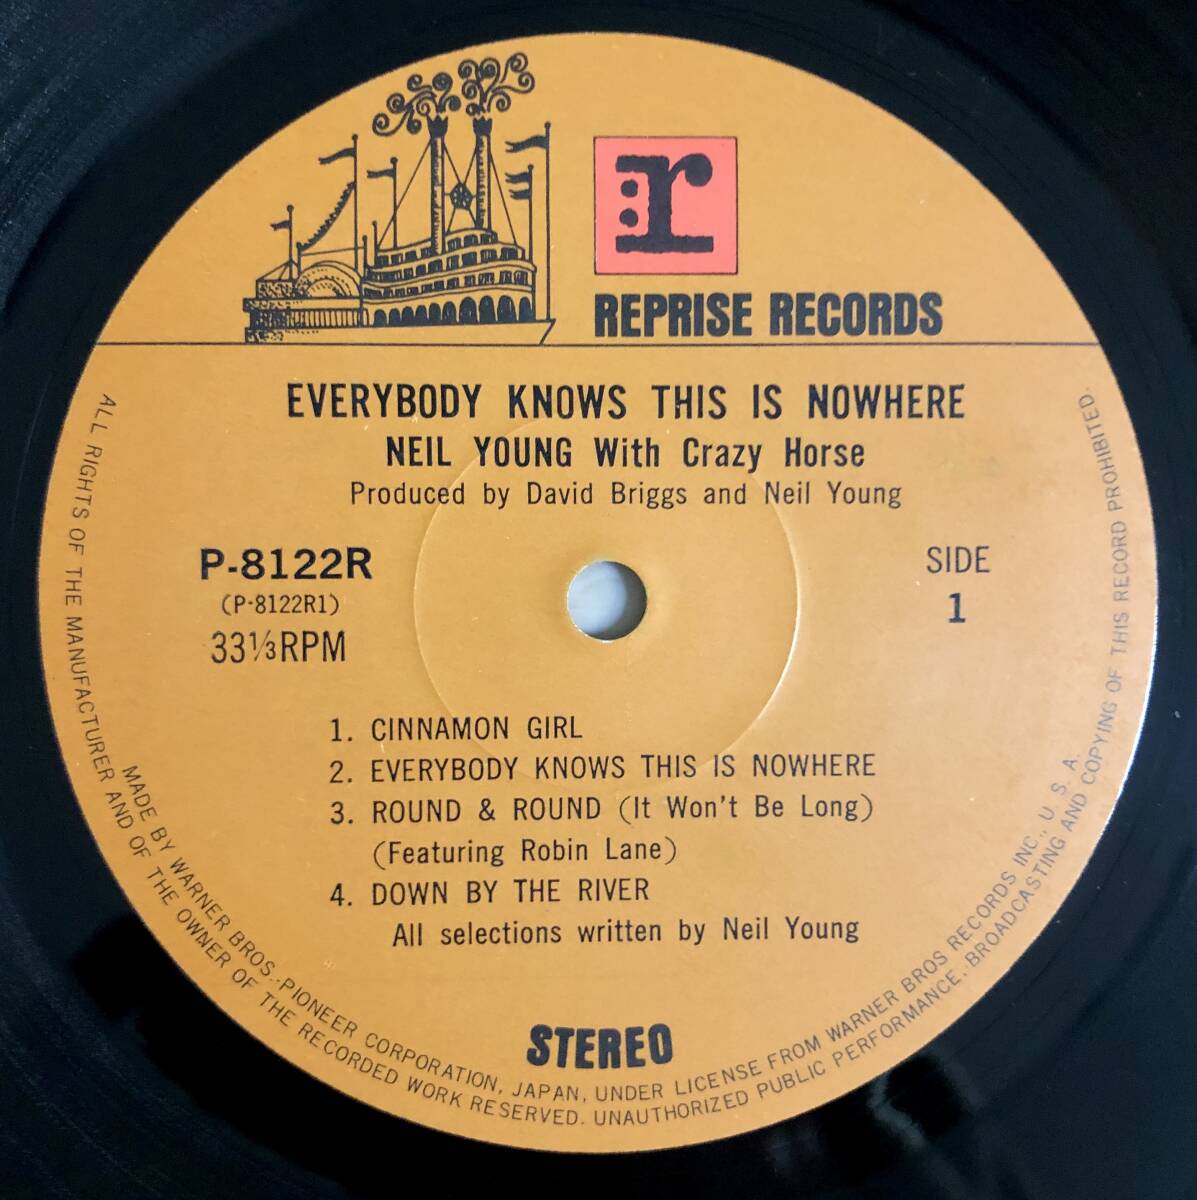 r
REPRISE RECORDS
EVERYBODY KNOWS THIS IS NOWHERE
NEIL YOUNG With Crazy Horse
Produced by David Briggs and Neil Young
P-8122R
(P-8122R1)
33⅓RPM
SIDE
1
1. CINNAMON GIRL
2. EVERYBODY KNOWS THIS IS NOWHERE
3. ROUND & ROUND (It Won't Be Long)
(Featuring Robin Lane)
4. DOWN BY THE RIVER
All selections written by Neil Young
STEREO
MADE BY WARNER BROS.-PIONEER CORPORATION, JAPAN, UNDER LICENSE FROM WARNER BROS RECORDS INC., U. S. A.
ALL RIGHTS OF THE MANUFACTURER AND OF THE OWNER OF THE RECORDED WORK RESERVED. UNAUTHORIZED PUBLIC PERFORMANCE, BROADCASTING AND COPYING OF THIS RECORD PROHIBITED.